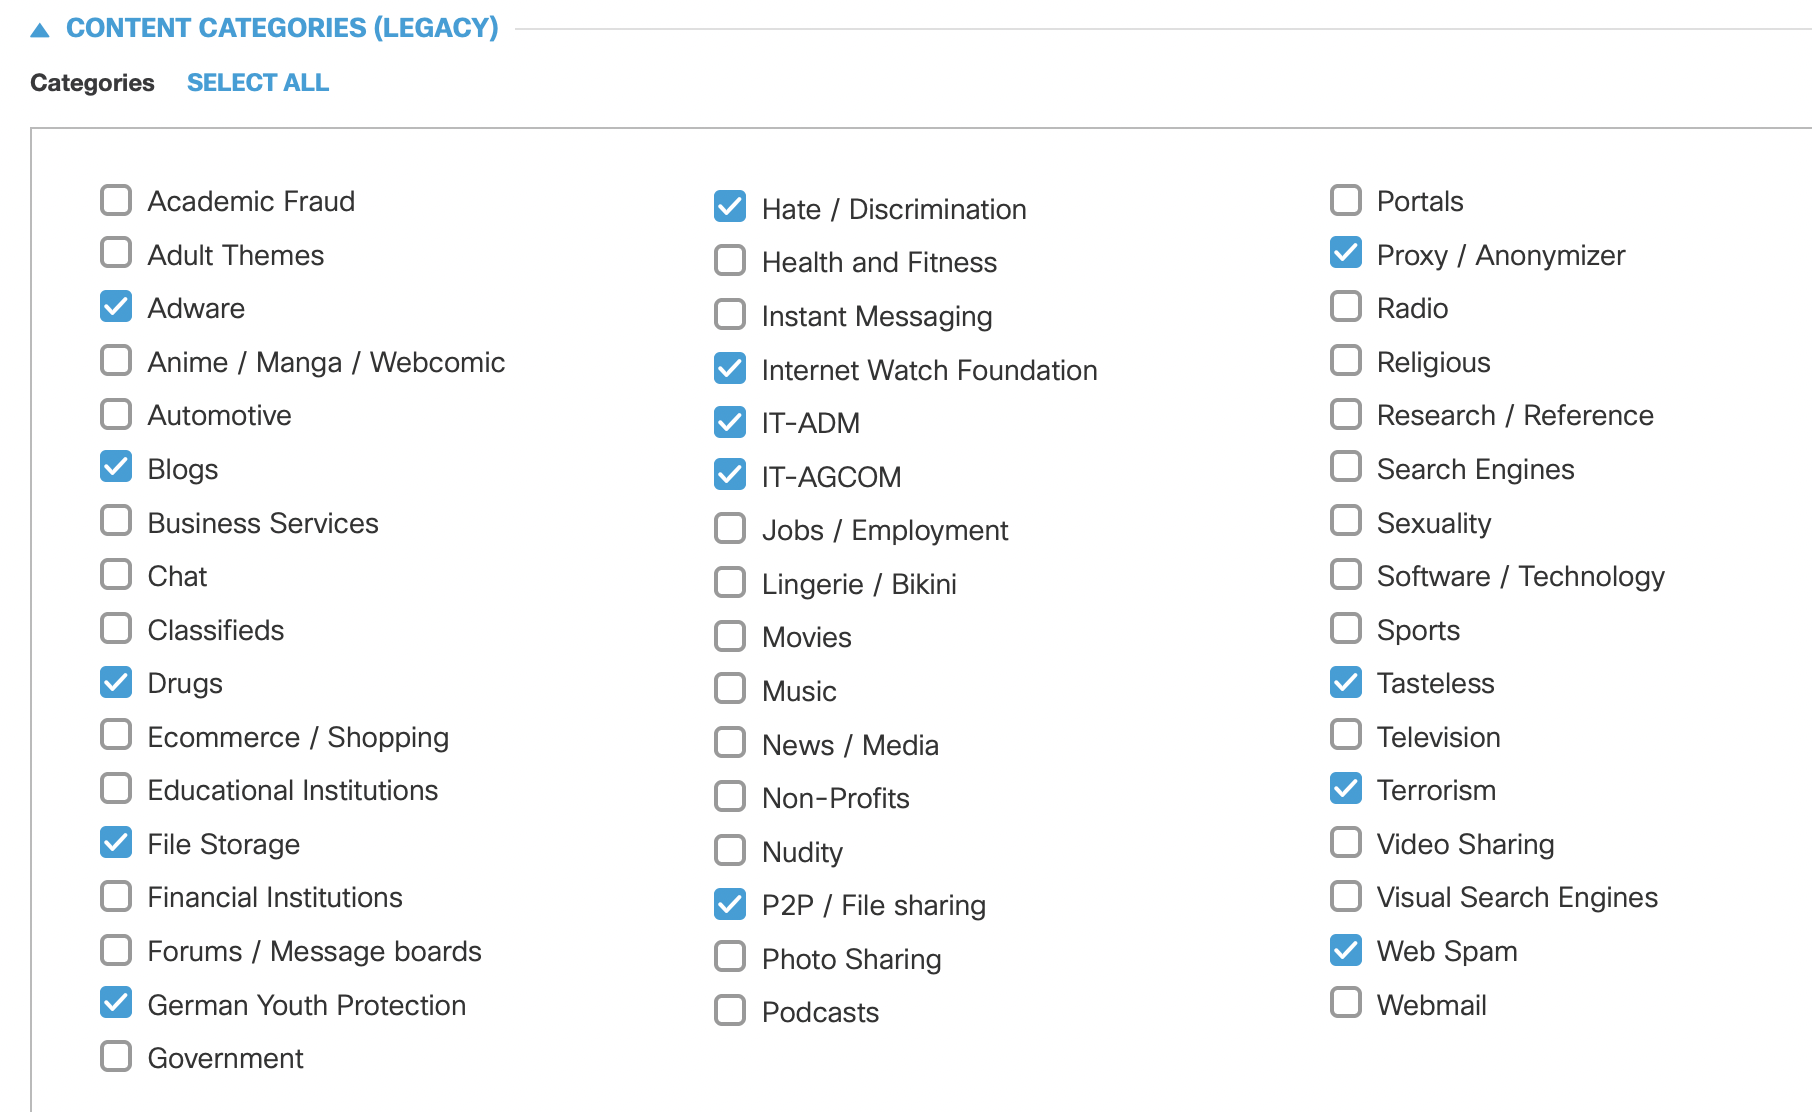 CONTENT CATEGORIES (LEGACY)
Categories SELECT ALL
Academic Fraud
Adult Themes
Adware
Anime / Manga / Webcomic
Automotive
Blogs
Business Services
Chat
Classifieds
Drugs
Ecommerce / Shopping
Educational Institutions
File Storage
Financial Institutions
Forums / Message boards
German Youth Protection
Government
Hate / Discrimination
Health and Fitness
Instant Messaging
Internet Watch Foundation
IT-ADM
IT-AGCOM
Jobs / Employment
Lingerie / Bikini
Movies
Music
News / Media
Non-Profits
Nudity
P2P / File sharing
Photo Sharing
Podcasts
Portals
Proxy / Anonymizer
Radio
Religious
Research / Reference
Search Engines
Sexuality
Software / Technology
Sports
Tasteless
Television
Terrorism
Video Sharing
Visual Search Engines
Web Spam
Webmail